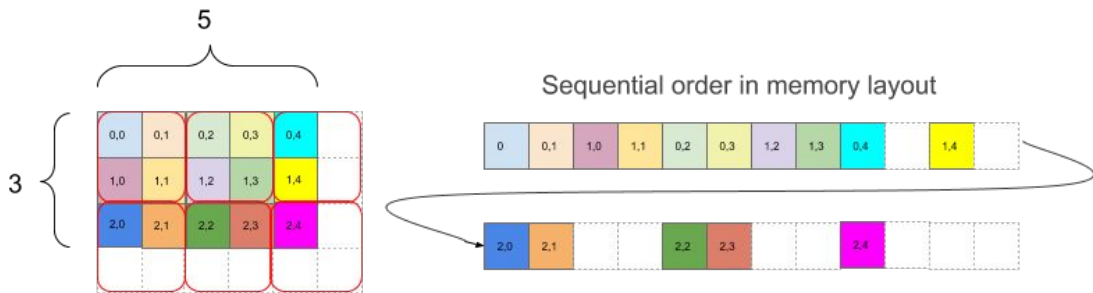 5
Sequential order in memory layout
3
0,0 0,1 0,2 0,3 0,4
1,0 1,1 1,2 1,3 1,4
2,0 2,1 2,2 2,3 2,4
0 0,1 1,0 1,1 0,2 0,3 1,2 1,3 0,4 1,4
2,0 2,1 2,2 2,3 2,4